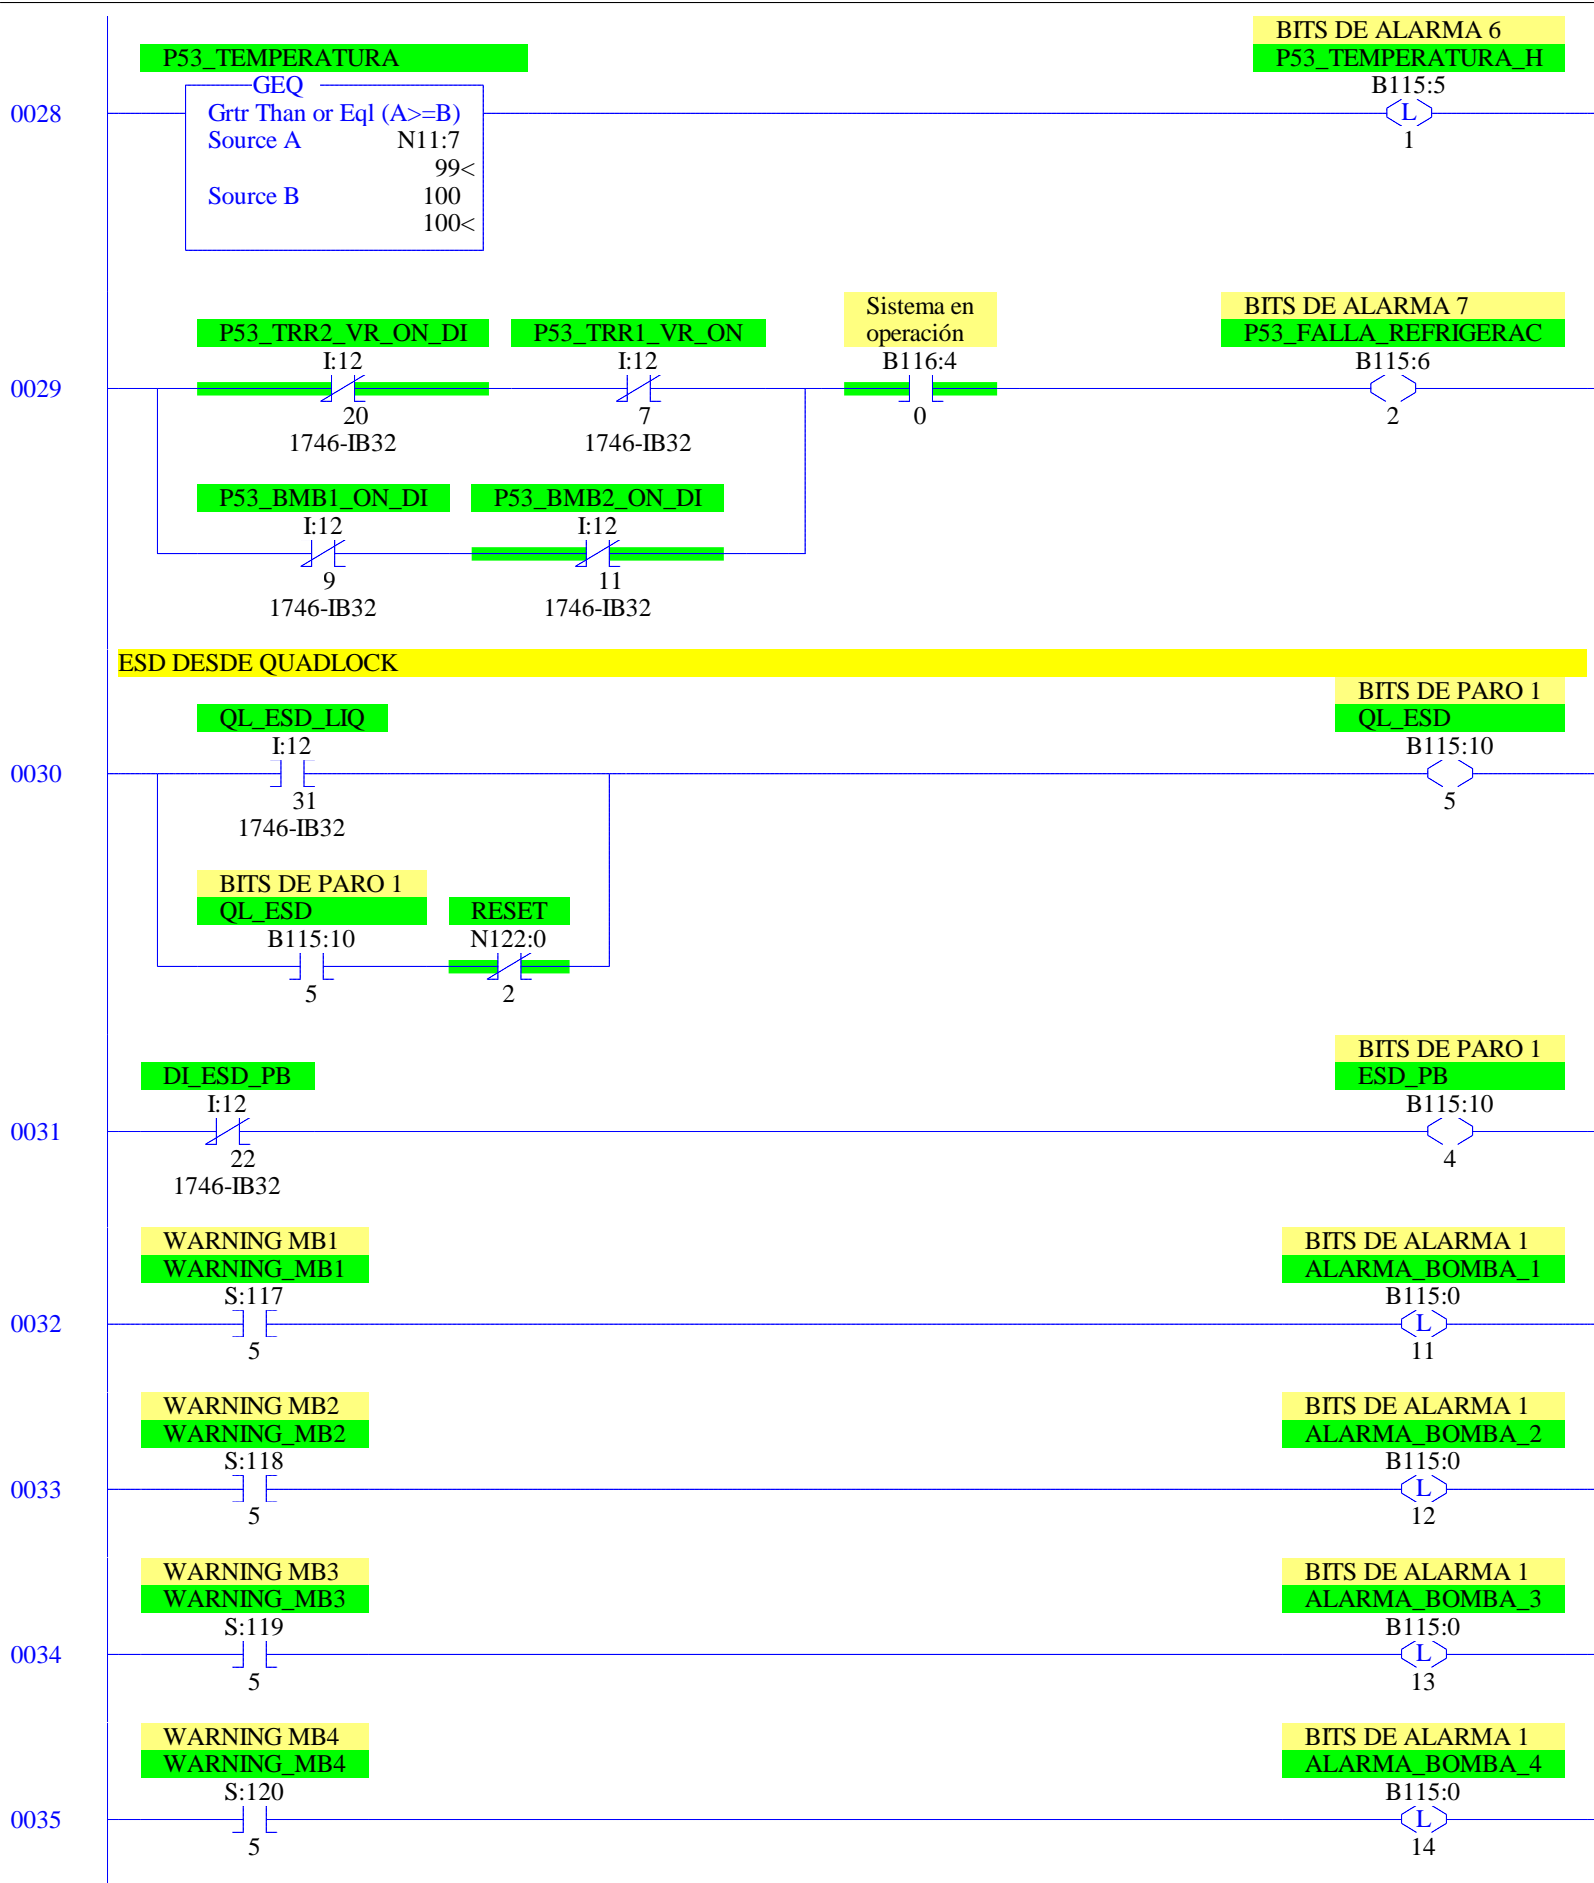 BITS DE ALARMA 6
P53_TEMPERATURA
P53_TEMPERATURA_H
GEQ
B115:5
0028
Grtr Than or Eql (A>=B)
L
Source A N11:7
1
99<
Source B 100
100<
Sistema en
BITS DE ALARMA 7
P53_TRR2_VR_ON_DI P53_TRR1_VR_ON operación P53_FALLA_REFRIGERAC
I:12 I:12 B116:4 B115:6
0029
20 7 0 2
1746-IB32 1746-IB32
P53_BMB1_ON_DI P53_BMB2_ON_DI
I:12 I:12
9 11
1746-IB32 1746-IB32
ESD DESDE QUADLOCK
BITS DE PARO 1
QL_ESD_LIQ QL_ESD
I:12 B115:10
0030
31 5
1746-IB32
BITS DE PARO 1
QL_ESD RESET
B115:10 N122:0
5 2
BITS DE PARO 1
DI_ESD_PB ESD_PB
I:12 B115:10
0031
22 4
1746-IB32
WARNING MB1 BITS DE ALARMA 1
WARNING_MB1 ALARMA_BOMBA_1
S:117 B115:0
0032 L
5 11
WARNING MB2 BITS DE ALARMA 1
WARNING_MB2 ALARMA_BOMBA_2
S:118 B115:0
0033 L
5 12
WARNING MB3 BITS DE ALARMA 1
WARNING_MB3 ALARMA_BOMBA_3
S:119 B115:0
0034 L
5 13
WARNING MB4 BITS DE ALARMA 1
WARNING_MB4 ALARMA_BOMBA_4
S:120 B115:0
0035 L
5 14